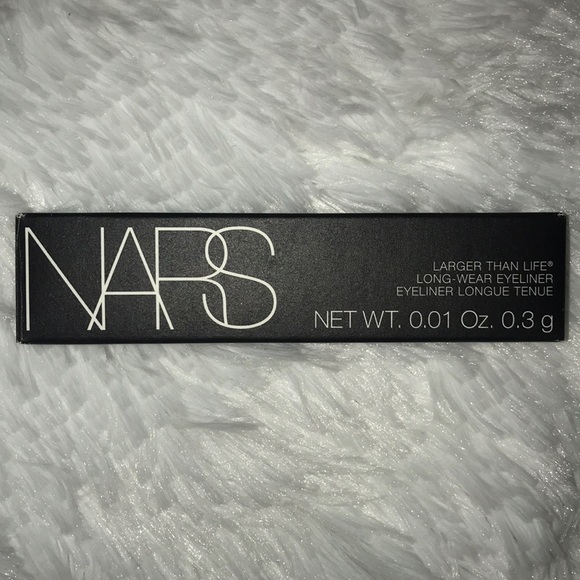 NARS
LARGER THAN LIFE®
LONG-WEAR EYELINER
EYELINER LONGUE TENUE
NET WT. 0.01 Oz. 0.3 g